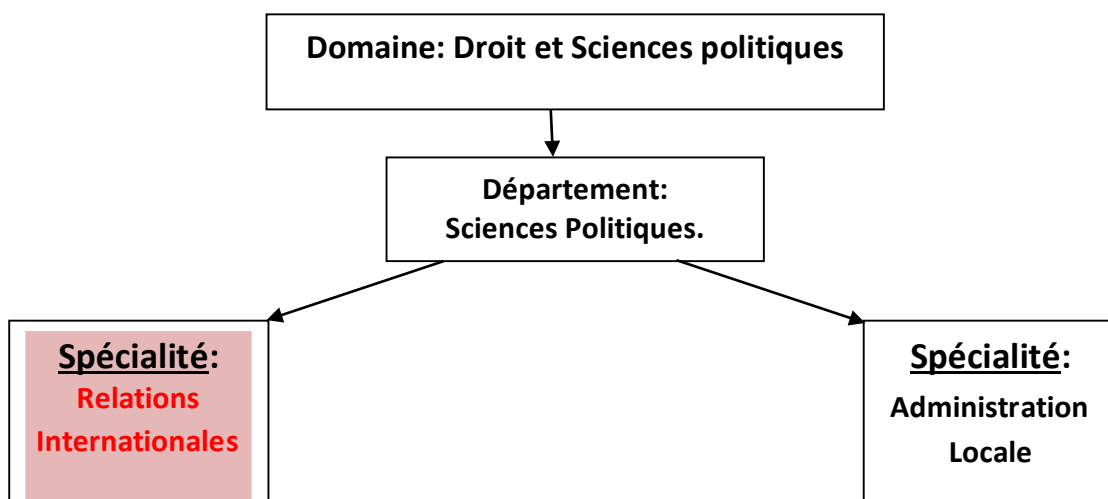 Domaine: Droit et Sciences politiques
Département:
Sciences Politiques.
Spécialité:
Relations
Internationales
Spécialité:
Administration
Locale